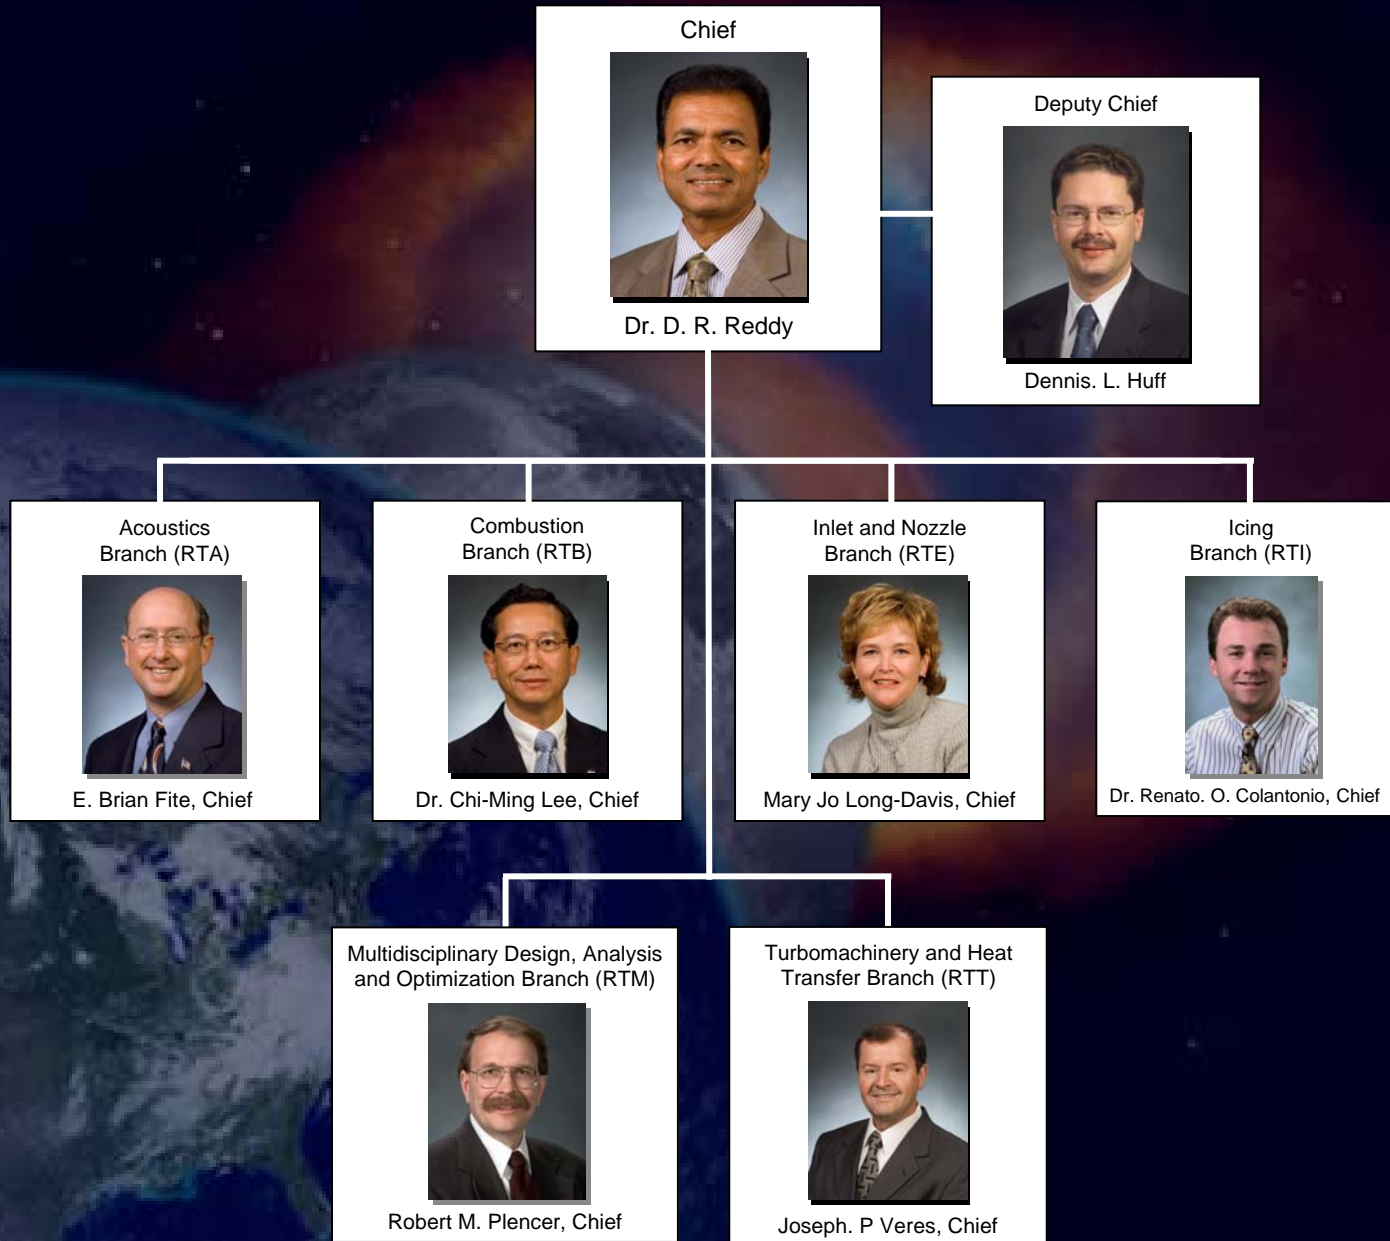 Chief
Dr. D. R. Reddy
Deputy Chief
Dennis. L. Huff
Acoustics
Branch (RTA)
E. Brian Fite, Chief
Combustion
Branch (RTB)
Dr. Chi-Ming Lee, Chief
Inlet and Nozzle
Branch (RTE)
Mary Jo Long-Davis, Chief
Icing
Branch (RTI)
Dr. Renato. O. Colantonio, Chief
Multidisciplinary Design, Analysis
and Optimization Branch (RTM)
Robert M. Plencer, Chief
Turbomachinery and Heat
Transfer Branch (RTT)
Joseph. P Veres, Chief